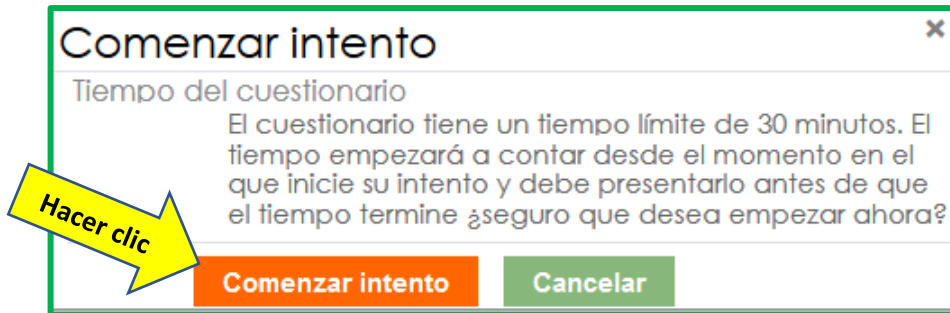 Comenzar intento
×
Tiempo del cuestionario
El cuestionario tiene un tiempo límite de 30 minutos. El
tiempo empezará a contar desde el momento en el
que inicie su intento y debe presentarlo antes de que
el tiempo termine ¿seguro que desea empezar ahora?
Hacer clic
Comenzar intento
Cancelar